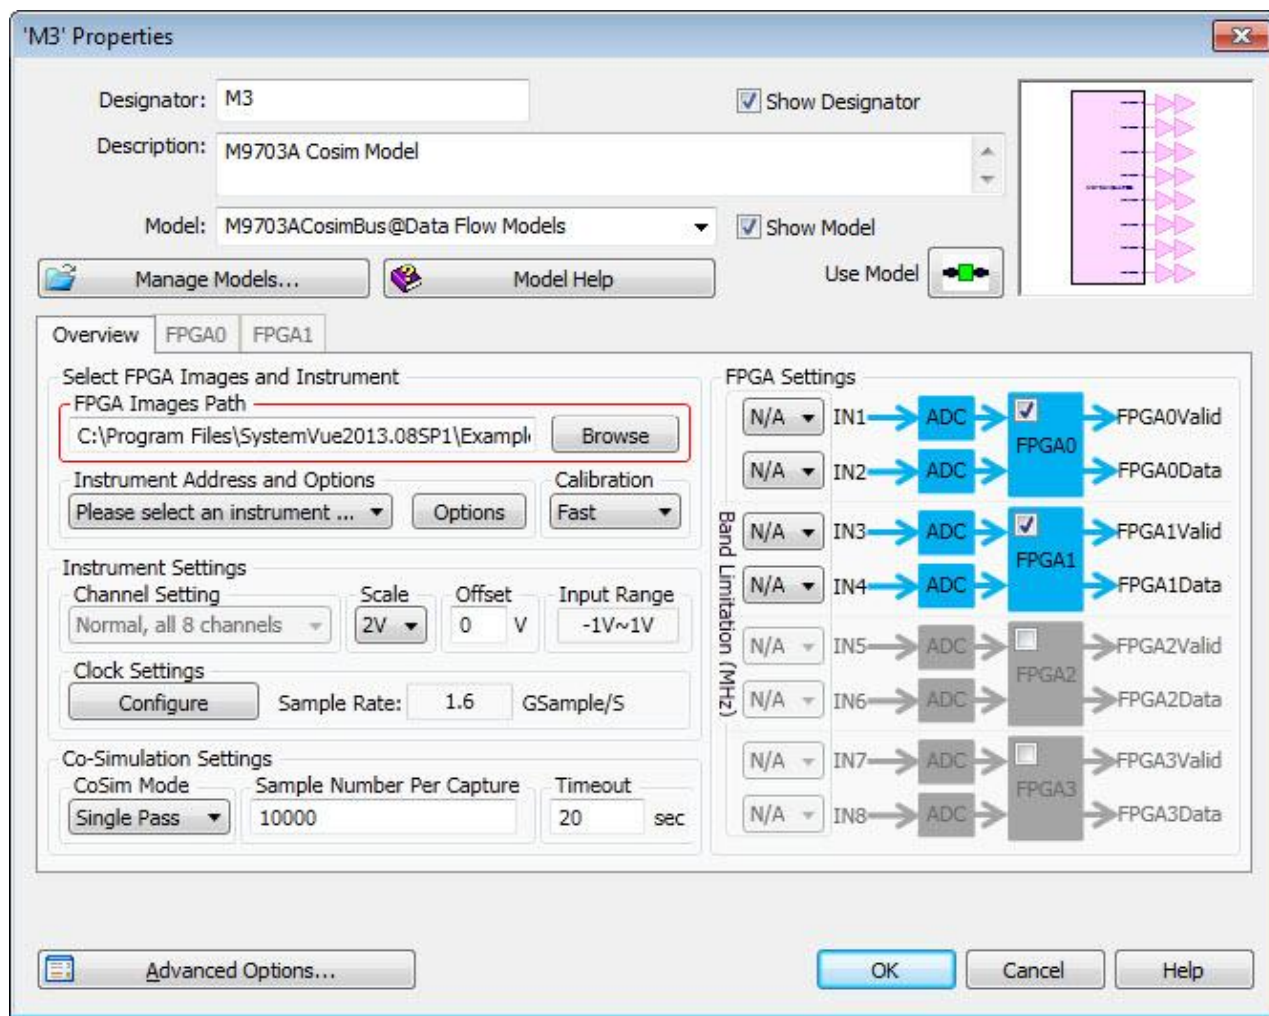 'M3' Properties
Designator: M3
Show Designator
Description: M9703A Cosim Model
Model: M9703ACosimBus@Data Flow Models
Show Model
Manage Models...
Model Help
Use Model
Overview FPGA0 FPGA1
Select FPGA Images and Instrument
FPGA Images Path
C:\Program Files\SystemVue2013.08SP1\Exampl
Browse
Instrument Address and Options
Calibration
Please select an instrument ...
Options
Fast
Instrument Settings
Channel Setting Scale Offset Input Range
Normal, all 8 channels 2V 0 V -1V~1V
Clock Settings
Configure Sample Rate: 1.6 GSample/S
Co-Simulation Settings
CoSim Mode Sample Number Per Capture Timeout
Single Pass 10000 20 sec
FPGA Settings
Band Limitation (MHz)
N/A IN1 ADC FPGA0Valid
FPGA0
N/A IN2 ADC FPGA0Data
N/A IN3 ADC FPGA1Valid
FPGA1
N/A IN4 ADC FPGA1Data
N/A IN5 ADC FPGA2Valid
FPGA2
N/A IN6 ADC FPGA2Data
N/A IN7 ADC FPGA3Valid
FPGA3
N/A IN8 ADC FPGA3Data
Advanced Options...
OK
Cancel
Help